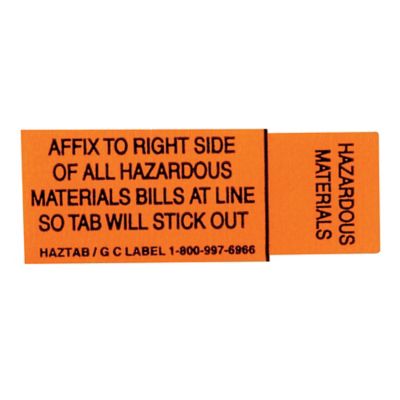 AFFIX TO RIGHT SIDE
OF ALL HAZARDOUS
MATERIALS BILLS AT LINE
SO TAB WILL STICK OUT
HAZTAB / G C LABEL 1-800-997-6966
HAZARDOUS
MATERIALS